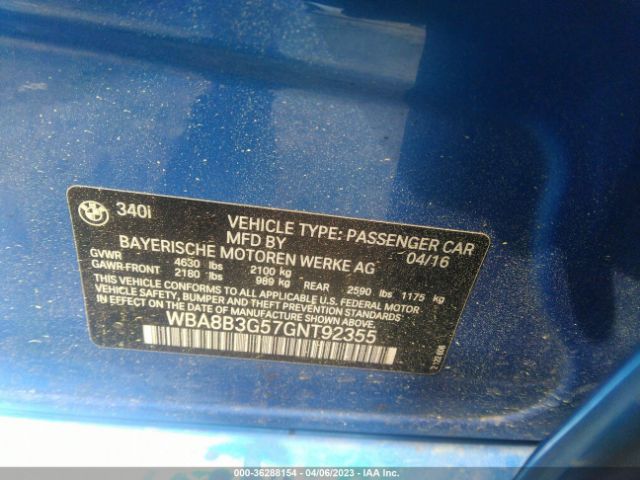 BMW
340i
VEHICLE TYPE: PASSENGER CAR
MFD BY
04/16
BAYERISCHE MOTOREN WERKE AG
GVWR 4630 lbs 2100 kg
GAWR-FRONT 2180 lbs 989 kg REAR 2590 lbs 1175 kg
THIS VEHICLE CONFORMS TO ALL APPLICABLE U.S. FEDERAL MOTOR
VEHICLE SAFETY, BUMPER AND THEFT PREVENTION STANDARDS IN
EFFECT ON THE DATE OF MANUFACTURE SHOWN ABOVE.
WBA8B3G57GNT92355
000-36288154 - 04/06/2023 - © IAA Inc.